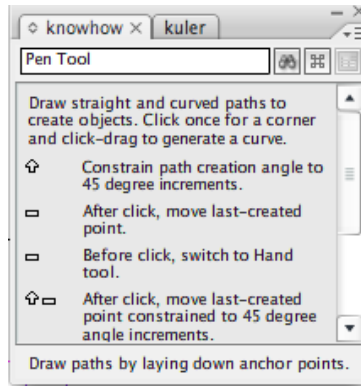 knowhow
kuler
Pen Tool
Draw straight and curved paths to
create objects. Click once for a corner
and click-drag to generate a curve.
Constrain path creation angle to
45 degree increments.
After click, move last-created
point.
Before click, switch to Hand
tool.
After click, move last-created
point constrained to 45 degree
angle increments.
Draw paths by laying down anchor points.